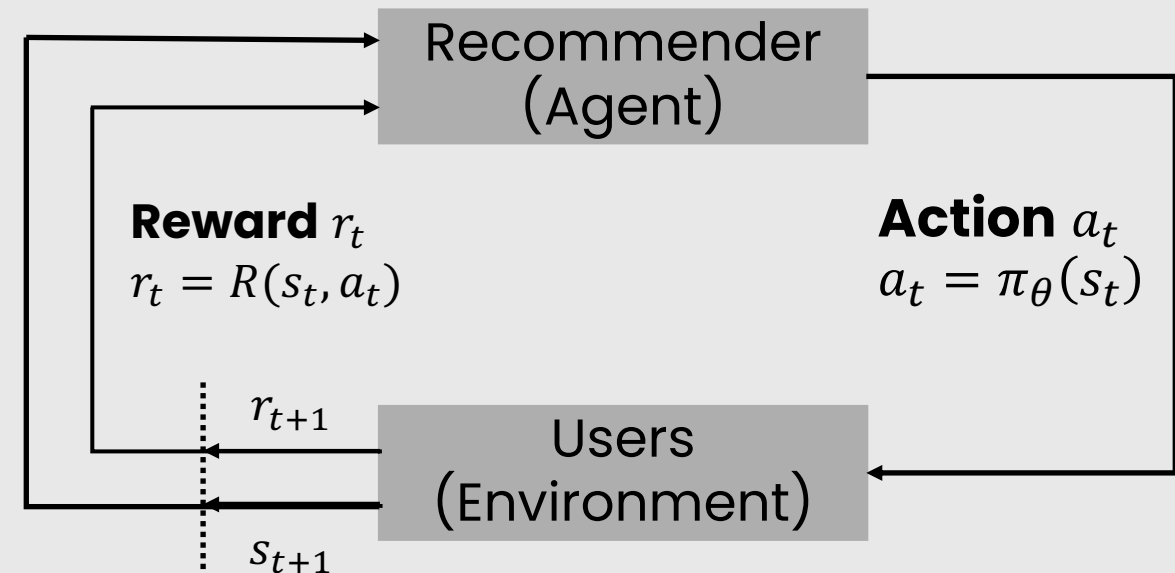 Recommender
(Agent)
Reward r_t
r_t = R(s_t, a_t)
Action a_t
a_t = π_θ(s_t)
r_{t+1}
Users
(Environment)
s_{t+1}